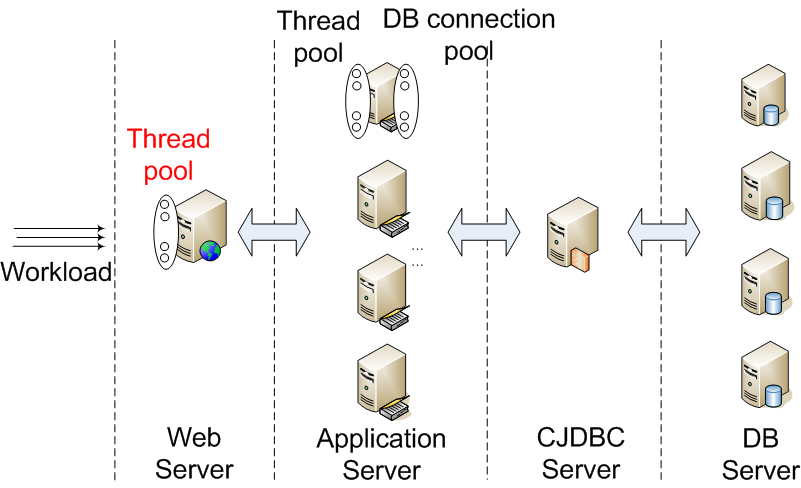 Thread
pool
DB connection
pool
Thread
pool
Workload
...
...
Web
Server
Application
Server
CJDBC
Server
DB
Server